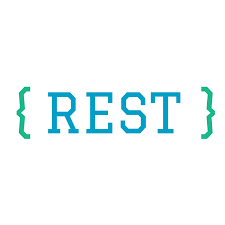 { REST }